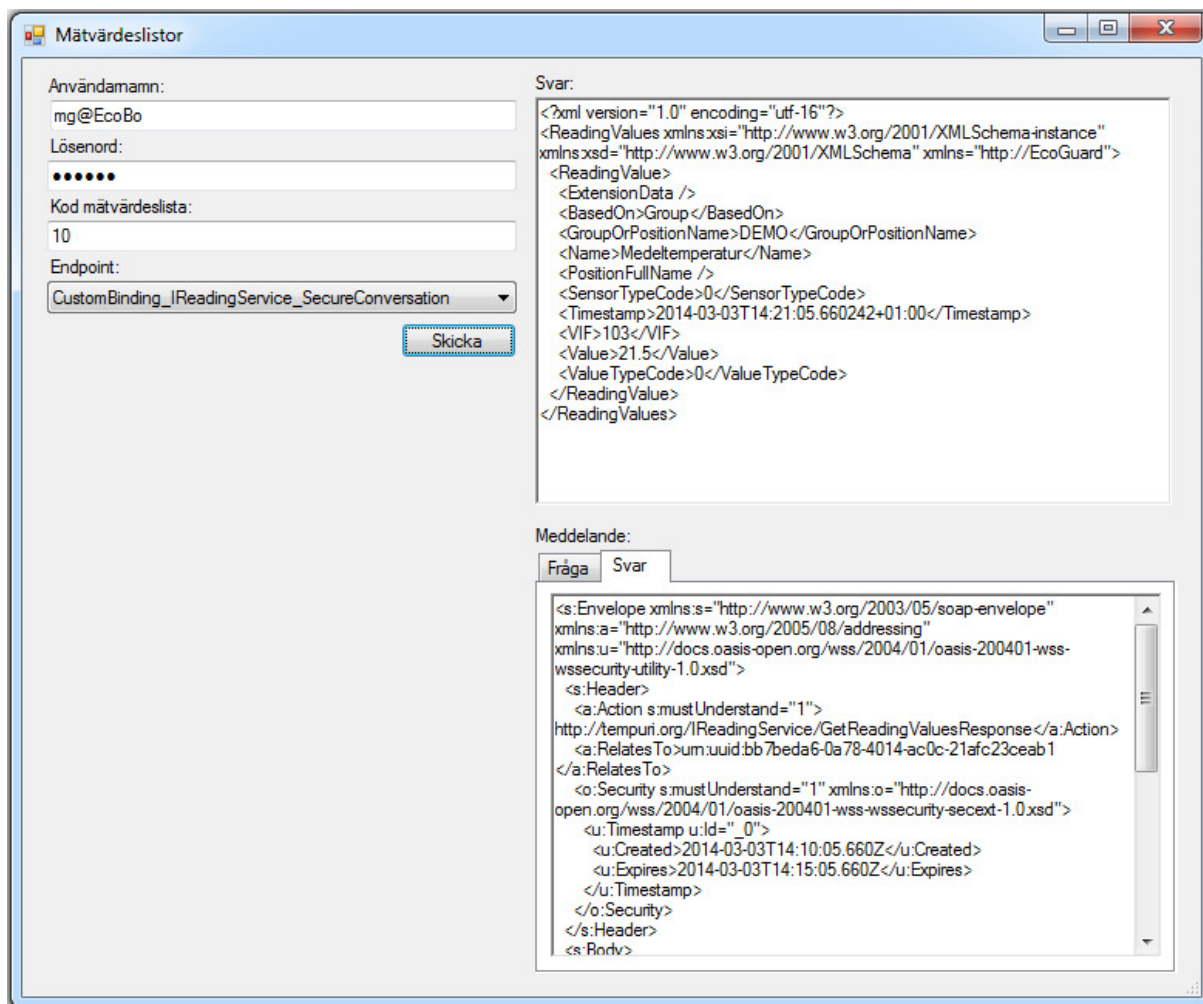 Mätvärdeslistor
Användarnamn:
mg@EcoBo
Lösenord:
••••••
Kod mätvärdeslista:
10
Endpoint:
CustomBinding_IReadingService_SecureConversation
Skicka
Svar:
<?xml version="1.0" encoding="utf-16"?>
<ReadingValues xmlns:xsi="http://www.w3.org/2001/XMLSchema-instance"
xmlns:xsd="http://www.w3.org/2001/XMLSchema" xmlns="http://EcoGuard">
<ReadingValue>
<ExtensionData />
<BasedOn>Group</BasedOn>
<GroupOrPositionName>DEMO</GroupOrPositionName>
<Name>Medeltemperatur</Name>
<PositionFullName />
<SensorTypeCode>0</SensorTypeCode>
<Timestamp>2014-03-03T14:21:05.660242+01:00</Timestamp>
<VIF>103</VIF>
<Value>21.5</Value>
<ValueTypeCode>0</ValueTypeCode>
</ReadingValue>
</ReadingValues>
Meddelande:
Fråga
Svar
<s:Envelope xmlns:s="http://www.w3.org/2003/05/soap-envelope"
xmlns:a="http://www.w3.org/2005/08/addressing"
xmlns:u="http://docs.oasis-open.org/wss/2004/01/oasis-200401-wss-
wssecurity-utility-1.0.xsd">
<s:Header>
<a:Action s:mustUnderstand="1">
http://tempuri.org/IReadingService/GetReadingValuesResponse</a:Action>
<a:RelatesTo>urn:uuid:bb7beda6-0a78-4014-ac0c-21afc23ceab1
</a:RelatesTo>
<o:Security s:mustUnderstand="1" xmlns:o="http://docs.oasis-
open.org/wss/2004/01/oasis-200401-wss-wssecurity-secext-1.0.xsd">
<u:Timestamp u:Id="_0">
<u:Created>2014-03-03T14:10:05.660Z</u:Created>
<u:Expires>2014-03-03T14:15:05.660Z</u:Expires>
</u:Timestamp>
</o:Security>
</s:Header>
<s:Body>